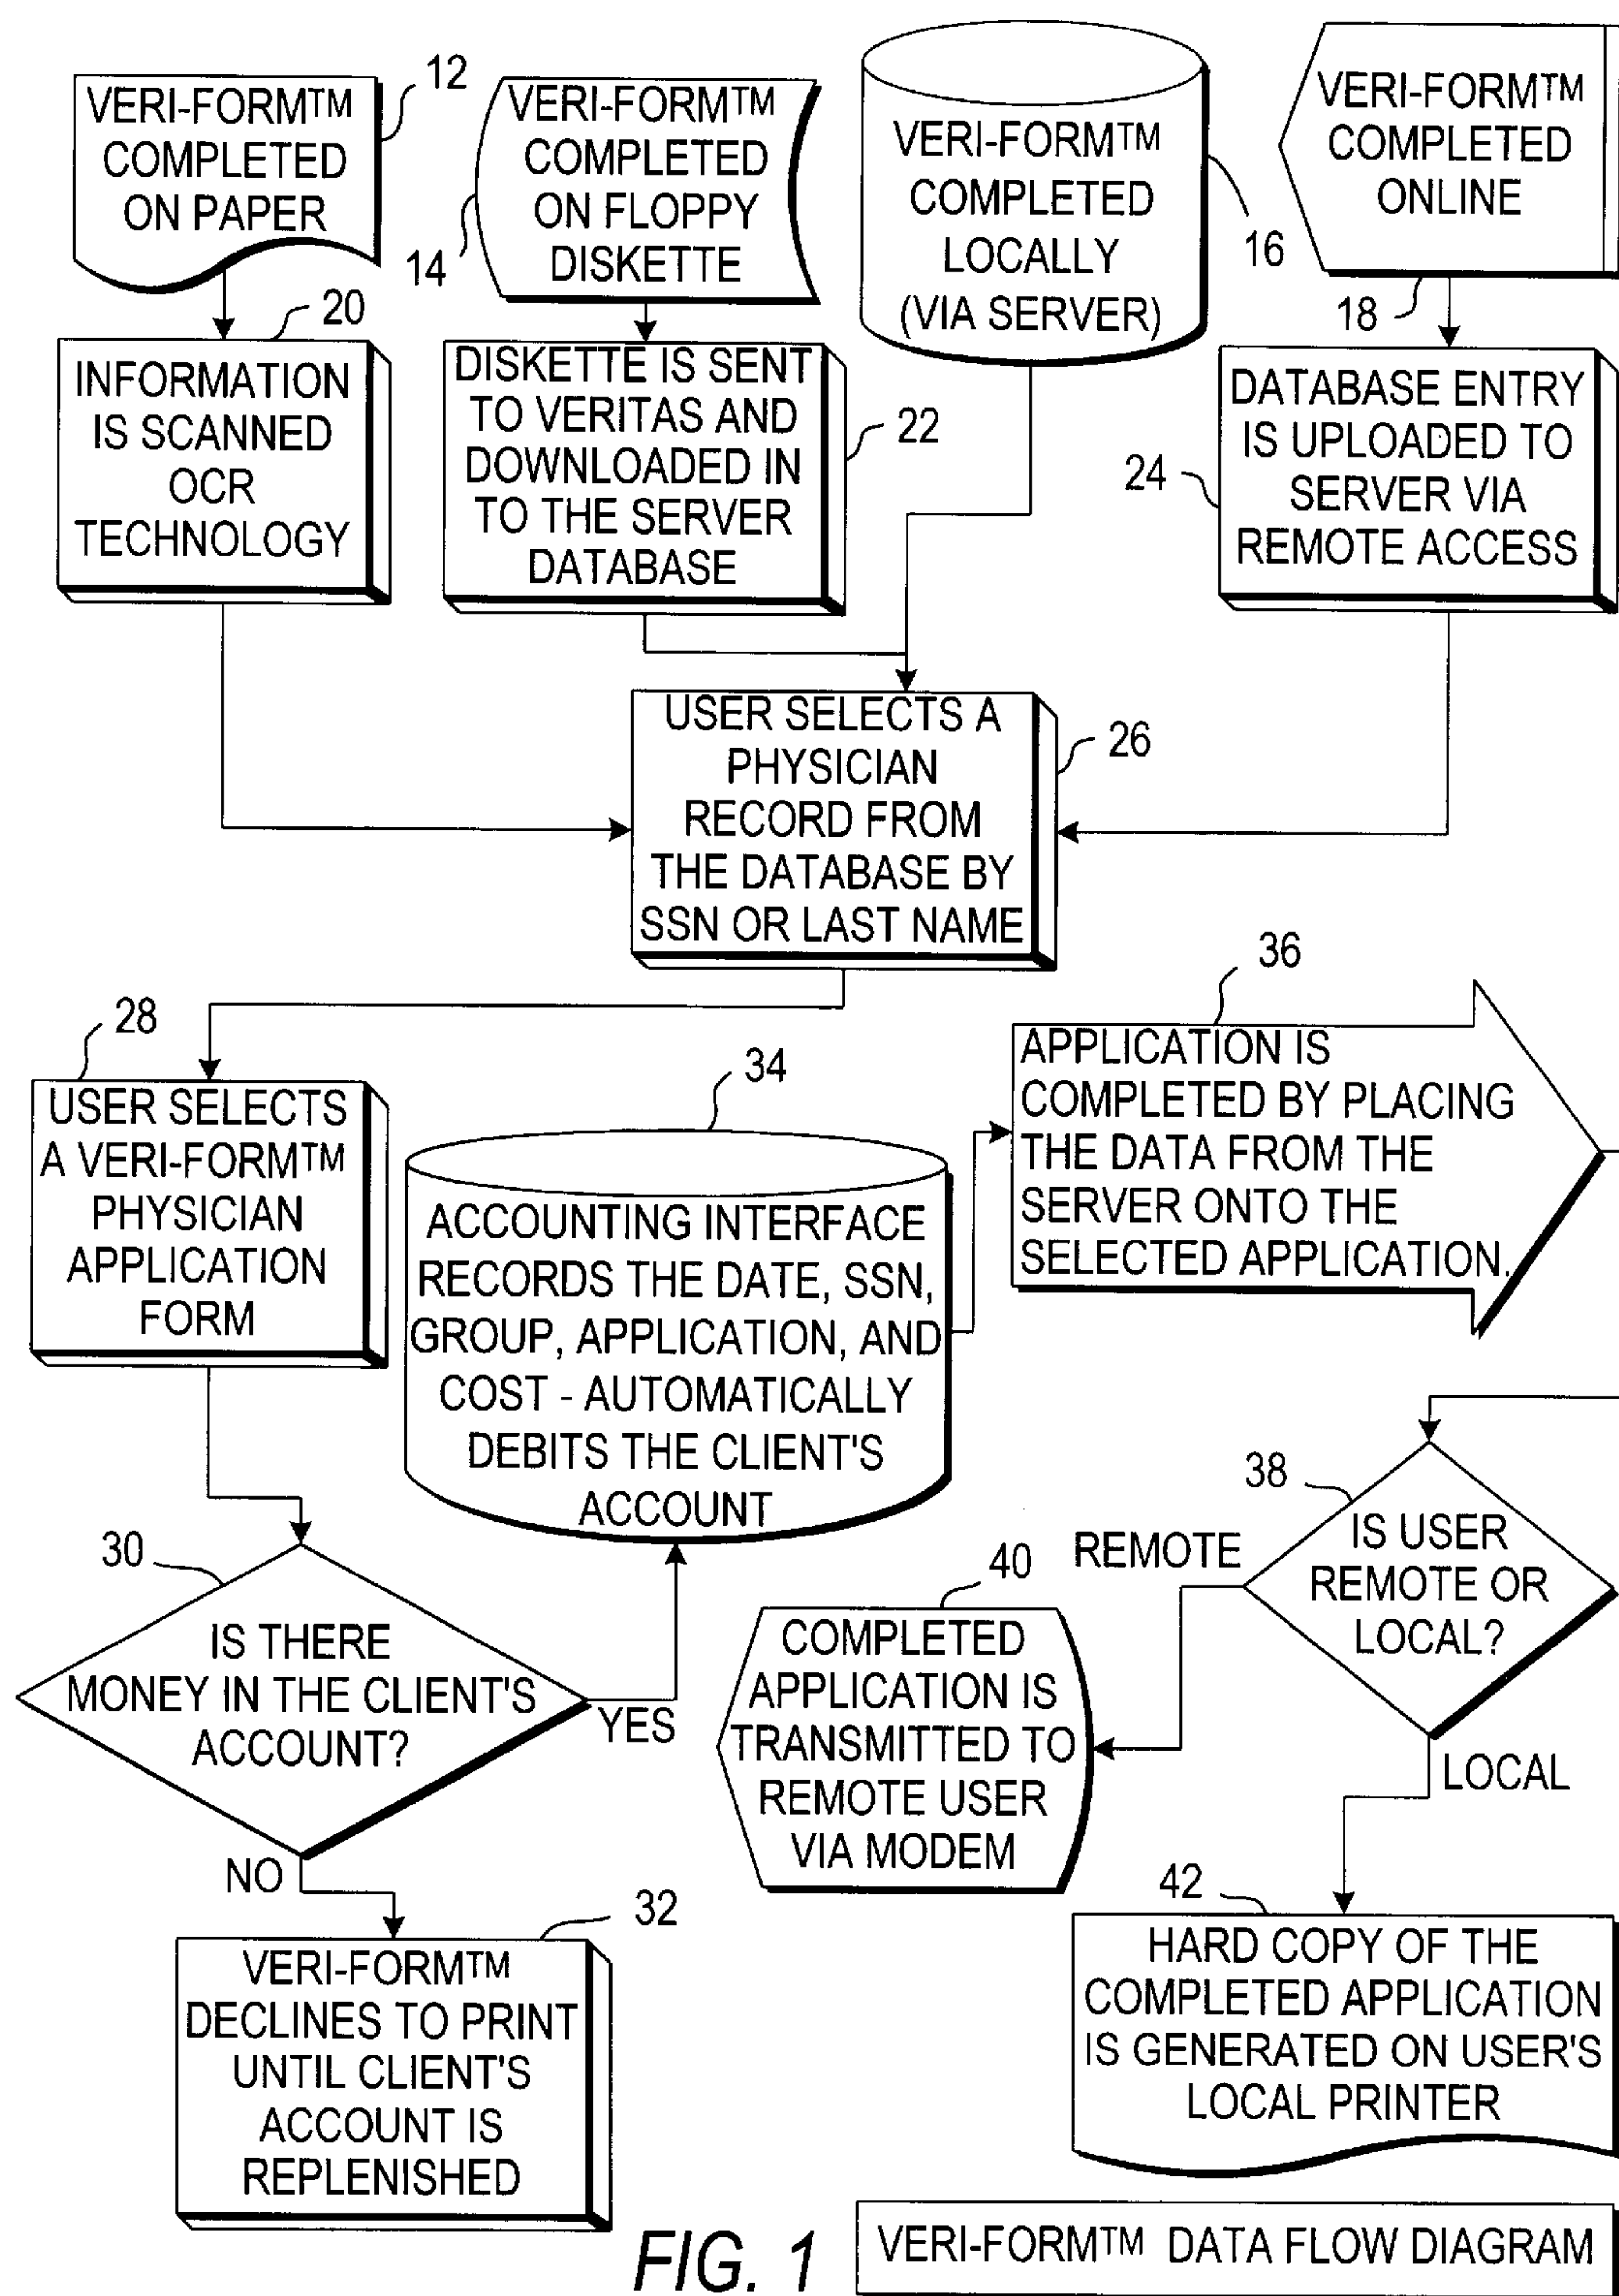 12
VERI-FORM™
COMPLETED
ON PAPER
14
VERI-FORM™
COMPLETED
ON FLOPPY
DISKETTE
16
VERI-FORM™
COMPLETED
LOCALLY
(VIA SERVER)
18
VERI-FORM™
COMPLETED
ONLINE
20
INFORMATION
IS SCANNED
OCR
TECHNOLOGY
22
DISKETTE IS SENT
TO VERITAS AND
DOWNLOADED IN
TO THE SERVER
DATABASE
24
DATABASE ENTRY
IS UPLOADED TO
SERVER VIA
REMOTE ACCESS
26
USER SELECTS A
PHYSICIAN
RECORD FROM
THE DATABASE BY
SSN OR LAST NAME
28
USER SELECTS
A VERI-FORM™
PHYSICIAN
APPLICATION
FORM
34
ACCOUNTING INTERFACE
RECORDS THE DATE, SSN,
GROUP, APPLICATION, AND
COST - AUTOMATICALLY
DEBITS THE CLIENT'S
ACCOUNT
36
APPLICATION IS
COMPLETED BY PLACING
THE DATA FROM THE
SERVER ONTO THE
SELECTED APPLICATION.
30
IS THERE
MONEY IN THE CLIENT'S
ACCOUNT?
YES
NO
38
IS USER
REMOTE OR
LOCAL?
REMOTE
LOCAL
40
COMPLETED
APPLICATION IS
TRANSMITTED TO
REMOTE USER
VIA MODEM
32
VERI-FORM™
DECLINES TO PRINT
UNTIL CLIENT'S
ACCOUNT IS
REPLENISHED
42
HARD COPY OF THE
COMPLETED APPLICATION
IS GENERATED ON USER'S
LOCAL PRINTER
FIG. 1
VERI-FORM™ DATA FLOW DIAGRAM